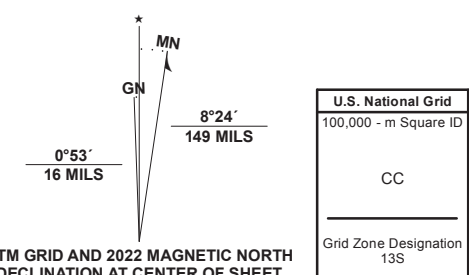 ★
MN
GN
8°24´
149 MILS
0°53´
16 MILS
TM GRID AND 2022 MAGNETIC NORTH
DECLINATION AT CENTER OF SHEET
U.S. National Grid
100,000 - m Square ID
CC
Grid Zone Designation
13S